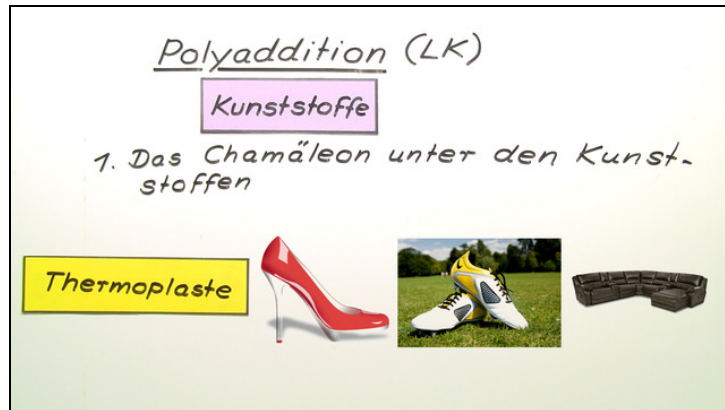 Polyaddition (LK)
Kunststoffe
1. Das Chamäleon unter den Kunst-
stoffen
Thermoplaste